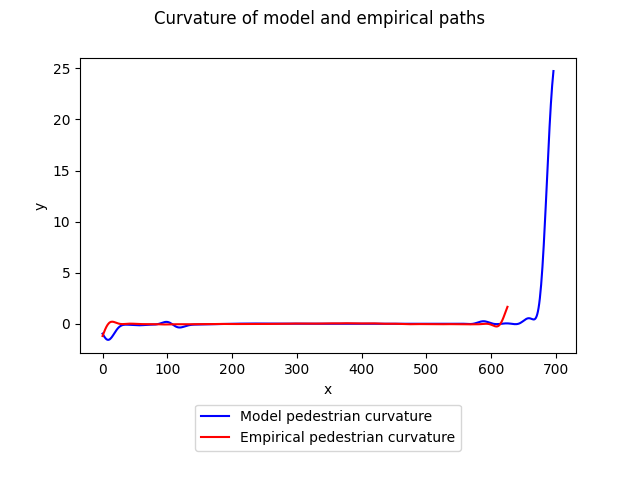 Curvature of model and empirical paths
25
20
15
10
5
0
y
0 100 200 300 400 500 600 700
x
Model pedestrian curvature
Empirical pedestrian curvature